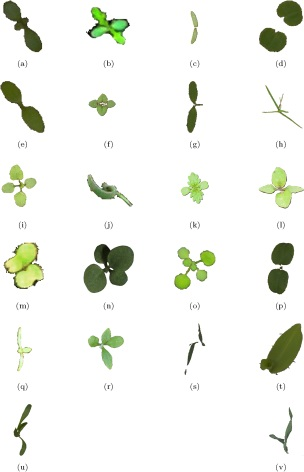 (a) (b) (c) (d)
(e) (f) (g) (h)
(i) (j) (k) (l)
(m) (n) (o) (p)
(q) (r) (s) (t)
(u) (v)